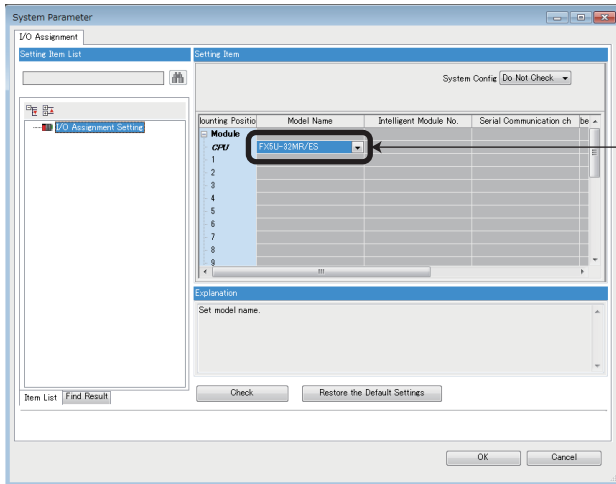 System Parameter
I/O Assignment
Setting Item List
Setting Item
System Config Do Not Check
I/O Assignment Setting
lounting Positio Model Name Intelligent Module No. Serial Communication ch be
Module
CPU FX5U-32MR/ES
1
2
3
4
5
6
7
8
9
Explanation
Set model name.
Check Restore the Default Settings
Item List Find Result
OK Cancel